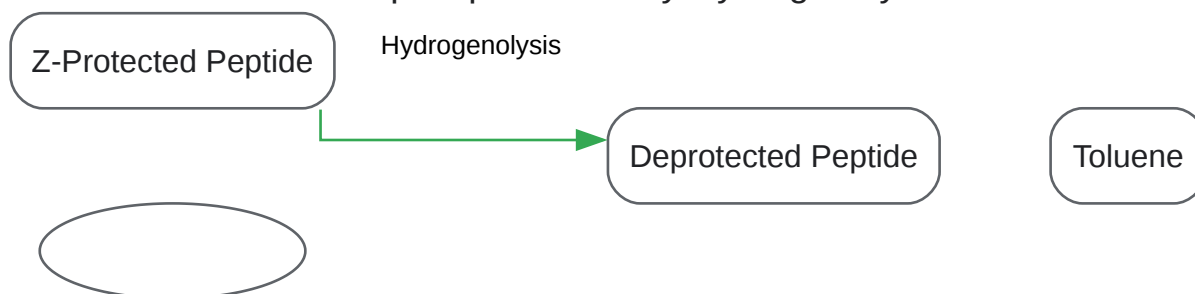 Hydrogenolysis
Z-Protected Peptide
Deprotected Peptide
Toluene